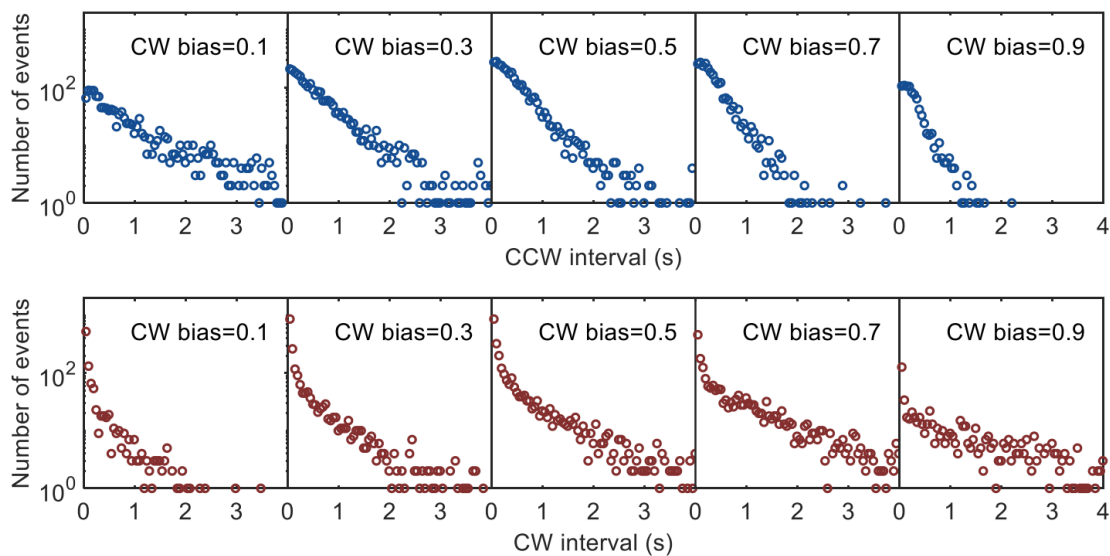 Number of events
10^2
10^0
CW bias=0.1
CW bias=0.3
CW bias=0.5
CW bias=0.7
CW bias=0.9
0 1 2 3 0 1 2 3 0 1 2 3 0 1 2 3 0 1 2 3 4
CCW interval (s)
Number of events
10^2
10^0
CW bias=0.1
CW bias=0.3
CW bias=0.5
CW bias=0.7
CW bias=0.9
0 1 2 3 0 1 2 3 0 1 2 3 0 1 2 3 0 1 2 3 4
CW interval (s)